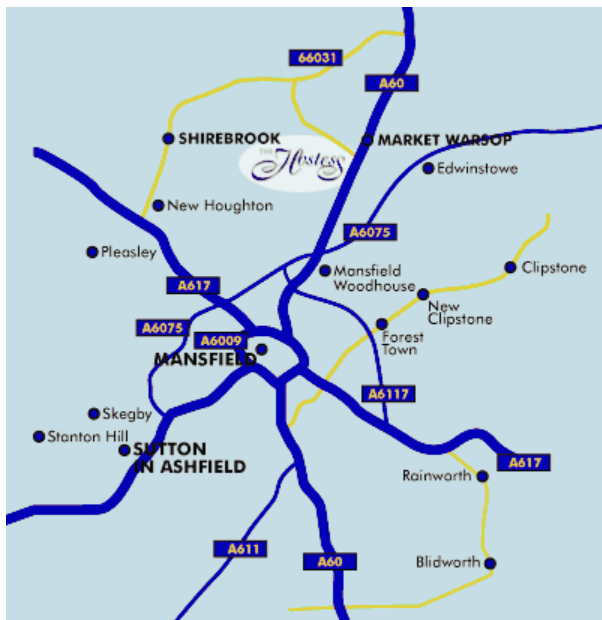 66031
A60
SHIREBROOK
MARKET WARSOP
THE
Hostess
Edwinstowe
New Houghton
A6075
Pleasley
Mansfield
Woodhouse
Clipstone
A617
New
Clipstone
A6075
A6009
MANSFIELD
Forest
Town
A6117
Skegby
Stanton Hill
SUTTON
IN ASHFIELD
A617
Rainworth
A611
A60
Blidworth